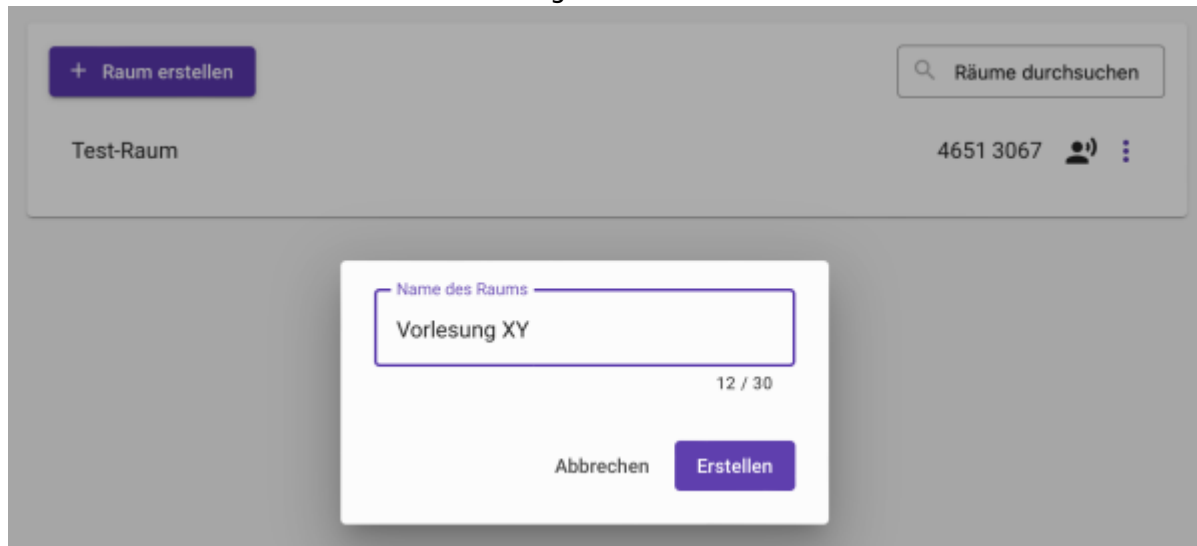 + Raum erstellen
Räume durchsuchen
Test-Raum
4651 3067
Name des Raums
Vorlesung XY
12 / 30
Abbrechen
Erstellen